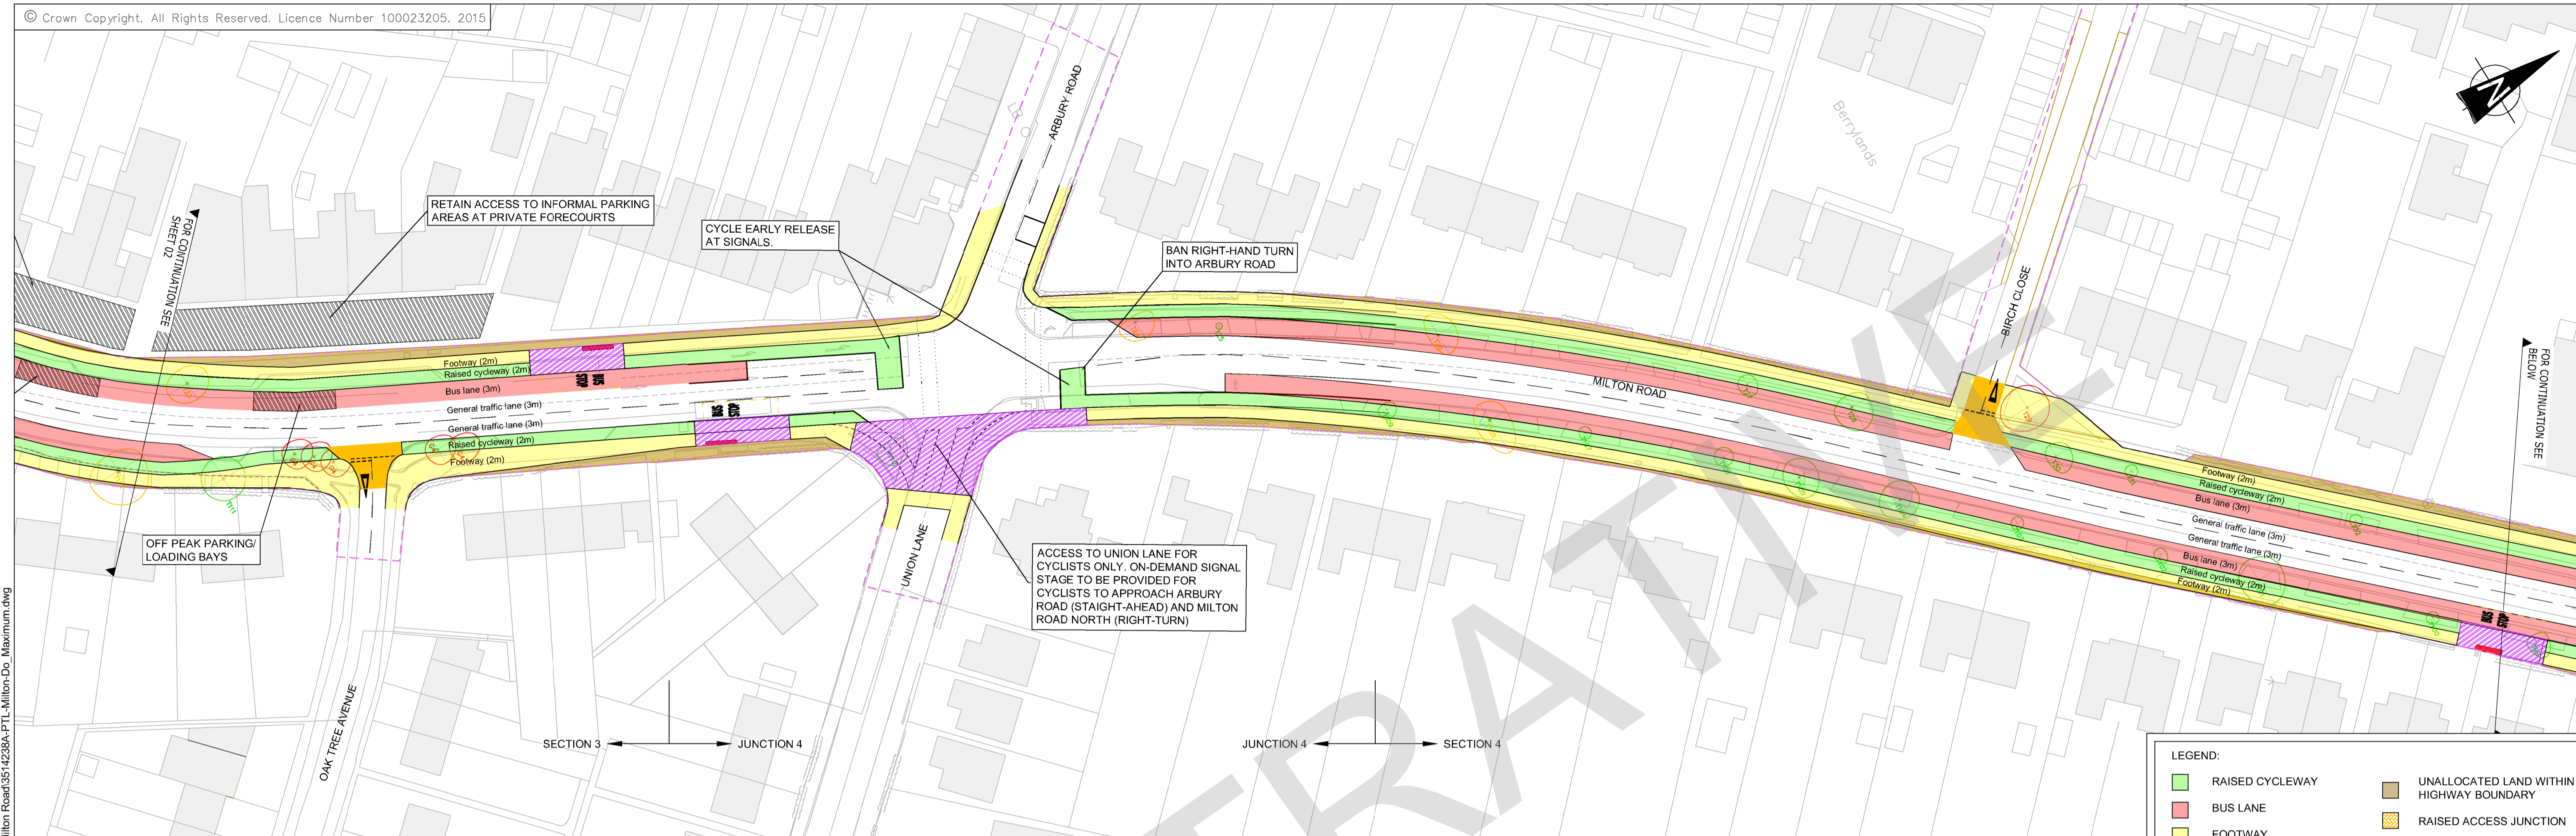 © Crown Copyright. All Rights Reserved. Licence Number 100023205. 2015
ARBURY ROAD
LB
Berrylands
N
FOR CONTINUATION SEE
SHEET 02
RETAIN ACCESS TO INFORMAL PARKING
AREAS AT PRIVATE FORECOURTS
CYCLE EARLY RELEASE
AT SIGNALS.
BAN RIGHT-HAND TURN
INTO ARBURY ROAD
BIRCH CLOSE
FOR CONTINUATION SEE
BELOW
Footway (2m)
Raised cycleway (2m)
Bus lane (3m)
General traffic lane (3m)
General traffic lane (3m)
Raised cycleway (2m)
Footway (2m)
BUS
STOP
BUS
STOP
MILTON ROAD
Footway (2m)
Raised cycleway (2m)
Bus lane (3m)
General traffic lane (3m)
General traffic lane (3m)
Bus lane (3m)
Raised cycleway (2m)
Footway (2m)
BUS
STOP
OFF PEAK PARKING/
LOADING BAYS
UNION LANE
ACCESS TO UNION LANE FOR
CYCLISTS ONLY. ON-DEMAND SIGNAL
STAGE TO BE PROVIDED FOR
CYCLISTS TO APPROACH ARBURY
ROAD (STAIGHT-AHEAD) AND MILTON
ROAD NORTH (RIGHT-TURN)
OAK TREE AVENUE
SECTION 3
JUNCTION 4
JUNCTION 4
SECTION 4
TRATIVE
LEGEND:
RAISED CYCLEWAY
BUS LANE
FOOTWAY
UNALLOCATED LAND WITHIN
HIGHWAY BOUNDARY
RAISED ACCESS JUNCTION
ilton Road\3514238A-PTL-Milton-Do_Maximum.dwg